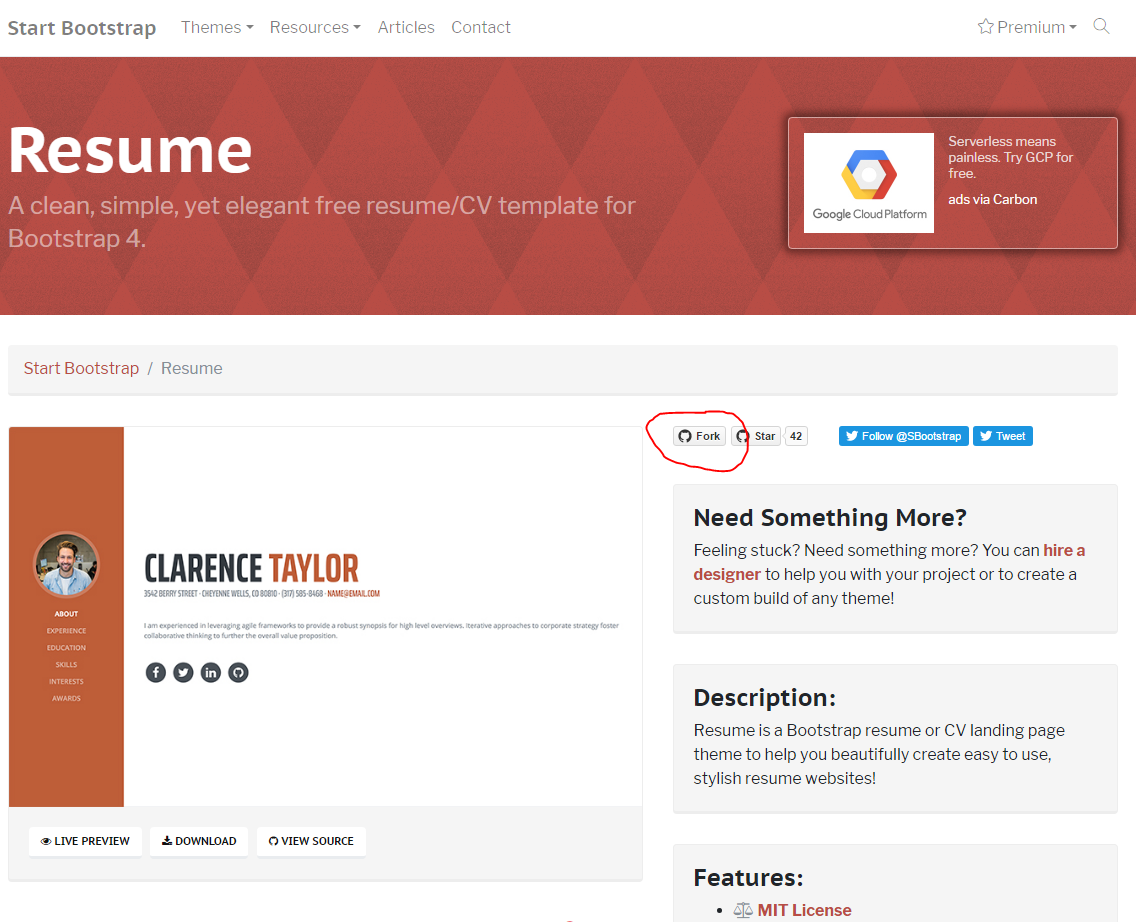 Start Bootstrap Themes Resources Articles Contact Premium
Resume
A clean, simple, yet elegant free resume/CV template for
Bootstrap 4.
Google Cloud Platform
Serverless means
painless. Try GCP for
free.
ads via Carbon
Start Bootstrap / Resume
Fork Star 42 Follow @SBootstrap Tweet
CLARENCE TAYLOR
3542 BERRY STREET · CHEYENNE WELLS, CO 80810 · (317) 585-8468 · NAME@EMAIL.COM
I am experienced in leveraging agile frameworks to provide a robust synopsis for high level overviews. Iterative approaches to corporate strategy foster
collaborative thinking to further the overall value proposition.
ABOUT
EXPERIENCE
EDUCATION
SKILLS
INTERESTS
AWARDS
LIVE PREVIEW DOWNLOAD VIEW SOURCE
Need Something More?
Feeling stuck? Need something more? You can hire a
designer to help you with your project or to create a
custom build of any theme!
Description:
Resume is a Bootstrap resume or CV landing page
theme to help you beautifully create easy to use,
stylish resume websites!
Features:
• MIT License